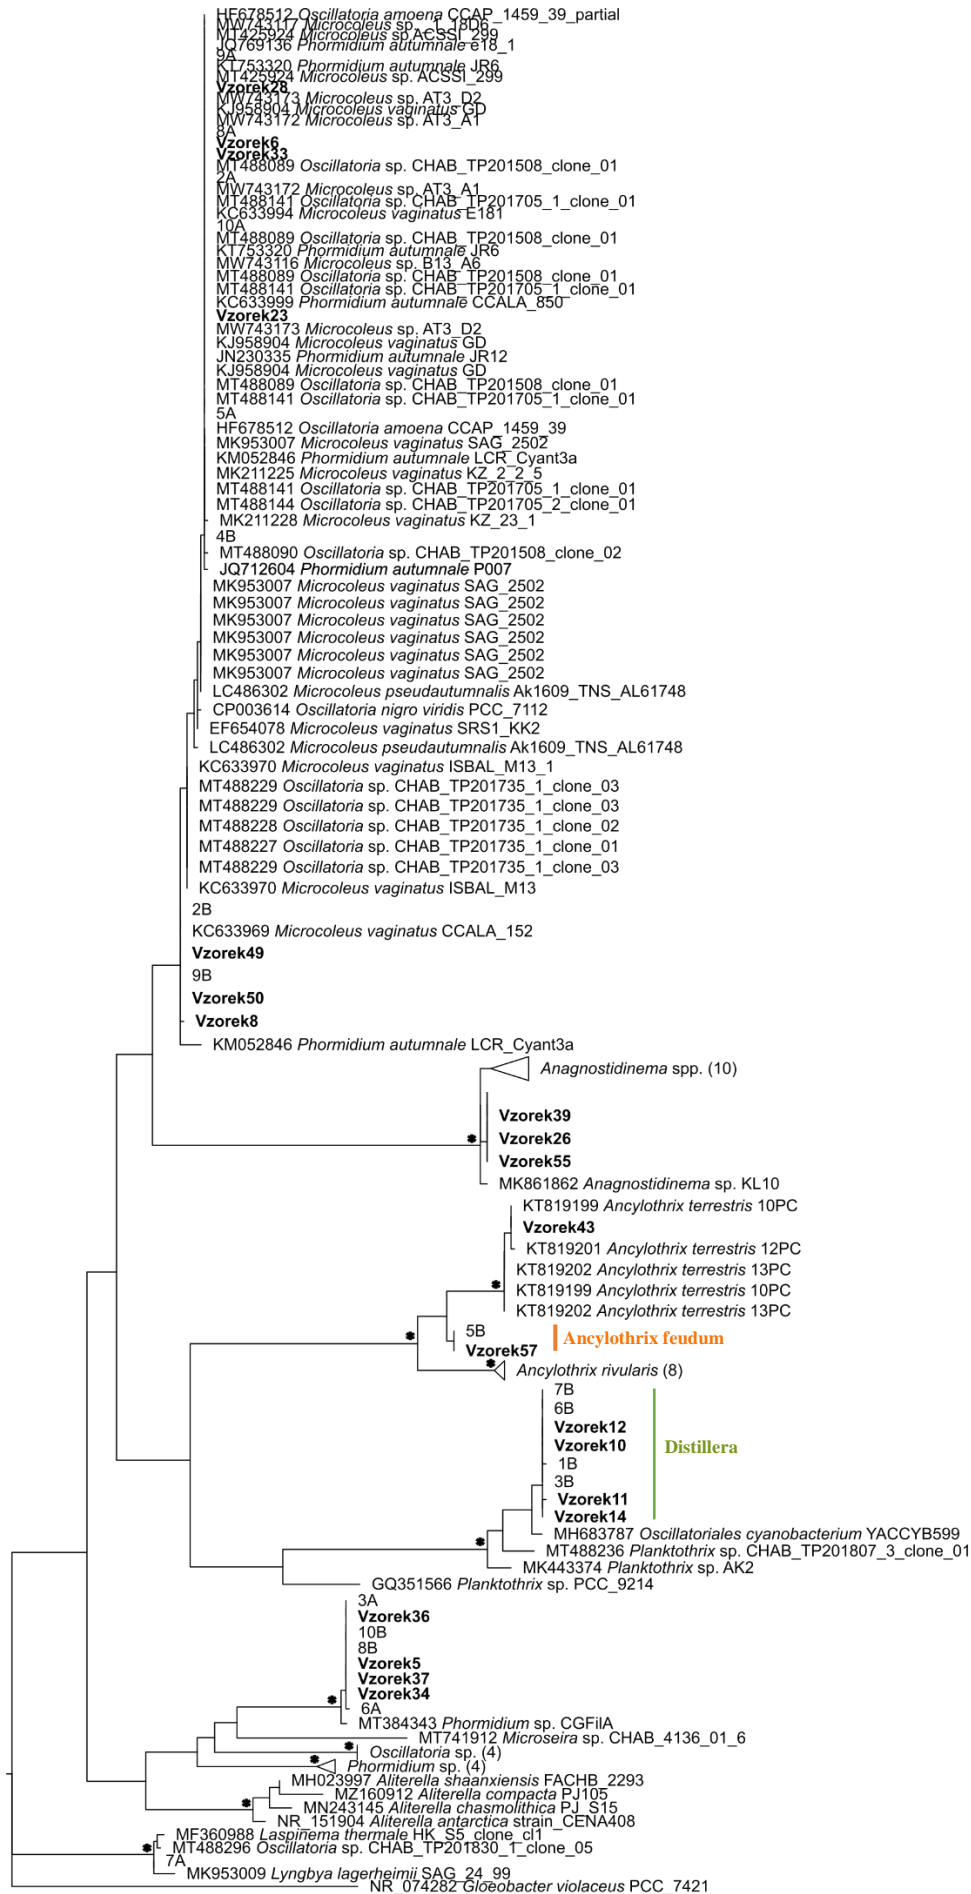 HF678512 Oscillatoria amoena CCAP_1459_39_partial
MW743117 Microcoleus sp._1_18D6
MT425924 Microcoleus sp ACSSI_299
JQ769136 Phormidium autumnale e18_1
9A
KT753320 Phormidium autumnale JR6
MT425924 Microcoleus sp. ACSSI_299
Vzorek28
MW743173 Microcoleus sp. AT3_D2
KJ958904 Microcoleus vaginatus GD
MW743172 Microcoleus sp. AT3_A1
8A
Vzorek6
Vzorek33
MT488089 Oscillatoria sp. CHAB_TP201508_clone_01
2A
MW743172 Microcoleus sp. AT3_A1
MT488141 Oscillatoria sp. CHAB_TP201705_1_clone_01
KC633994 Microcoleus vaginatus E181
10A
MT488089 Oscillatoria sp. CHAB_TP201508_clone_01
KT753320 Phormidium autumnale JR6
MW743116 Microcoleus sp. B13_A6
MT488089 Oscillatoria sp. CHAB_TP201508_clone_01
MT488141 Oscillatoria sp. CHAB_TP201705_1_clone_01
KC633999 Phormidium autumnale CCALA_850
Vzorek23
MW743173 Microcoleus sp. AT3_D2
KJ958904 Microcoleus vaginatus GD
JN230335 Phormidium autumnale JR12
KJ958904 Microcoleus vaginatus GD
MT488089 Oscillatoria sp. CHAB_TP201508_clone_01
MT488141 Oscillatoria sp. CHAB_TP201705_1_clone_01
5A
HF678512 Oscillatoria amoena CCAP_1459_39
MK953007 Microcoleus vaginatus SAG_2502
KM052846 Phormidium autumnale LCR_Cyant3a
MK211225 Microcoleus vaginatus KZ_2_2_5
MT488141 Oscillatoria sp. CHAB_TP201705_1_clone_01
MT488144 Oscillatoria sp. CHAB_TP201705_2_clone_01
MK211228 Microcoleus vaginatus KZ_23_1
4B
MT488090 Oscillatoria sp. CHAB_TP201508_clone_02
JQ712604 Phormidium autumnale P007
MK953007 Microcoleus vaginatus SAG_2502
MK953007 Microcoleus vaginatus SAG_2502
MK953007 Microcoleus vaginatus SAG_2502
MK953007 Microcoleus vaginatus SAG_2502
MK953007 Microcoleus vaginatus SAG_2502
MK953007 Microcoleus vaginatus SAG_2502
LC486302 Microcoleus pseudautumnalis Ak1609_TNS_AL61748
CP003614 Oscillatoria nigro viridis PCC_7112
EF654078 Microcoleus vaginatus SRS1_KK2
LC486302 Microcoleus pseudautumnalis Ak1609_TNS_AL61748
KC633970 Microcoleus vaginatus ISBAL_M13_1
MT488229 Oscillatoria sp. CHAB_TP201735_1_clone_03
MT488229 Oscillatoria sp. CHAB_TP201735_1_clone_03
MT488228 Oscillatoria sp. CHAB_TP201735_1_clone_02
MT488227 Oscillatoria sp. CHAB_TP201735_1_clone_01
MT488229 Oscillatoria sp. CHAB_TP201735_1_clone_03
KC633970 Microcoleus vaginatus ISBAL_M13
2B
KC633969 Microcoleus vaginatus CCALA_152
Vzorek49
9B
Vzorek50
Vzorek8
KM052846 Phormidium autumnale LCR_Cyant3a
Anagnostidinema spp. (10)
Vzorek39
*
Vzorek26
Vzorek55
MK861862 Anagnostidinema sp. KL10
KT819199 Ancylothrix terrestris 10PC
Vzorek43
KT819201 Ancylothrix terrestris 12PC
KT819202 Ancylothrix terrestris 13PC
*
KT819199 Ancylothrix terrestris 10PC
KT819202 Ancylothrix terrestris 13PC
5B
* Ancylothrix feudum
Vzorek57
* Ancylothrix rivularis (8)
7B
6B
Vzorek12
Vzorek10 Distillera
1B
3B
Vzorek11
Vzorek14
MH683787 Oscillatoriales cyanobacterium YACCYB599
*
MT488236 Planktothrix sp. CHAB_TP201807_3_clone_01
MK443374 Planktothrix sp. AK2
GQ351566 Planktothrix sp. PCC_9214
3A
Vzorek36
10B
8B
Vzorek5
Vzorek37
Vzorek34
*
6A
MT384343 Phormidium sp. CGFilA
MT741912 Microseira sp. CHAB_4136_01_6
* Oscillatoria sp. (4)
* Phormidium sp. (4)
MH023997 Aliterella shaanxiensis FACHB_2293
MZ160912 Aliterella compacta PJ105
* MN243145 Aliterella chasmolithica PJ_S15
NR_151904 Aliterella antarctica strain_CENA408
MF360988 Laspinema thermale HK_S5_clone_cl1
* MT488296 Oscillatoria sp. CHAB_TP201830_1_clone_05
7A
MK953009 Lyngbya lagerheimii SAG_24_99
NR_074282 Gloeobacter violaceus PCC_7421